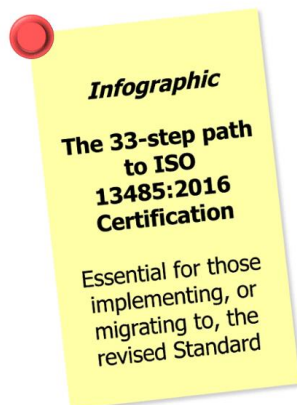 Infographic
The 33-step path
to ISO
13485:2016
Certification
Essential for those
implementing, or
migrating to, the
revised Standard